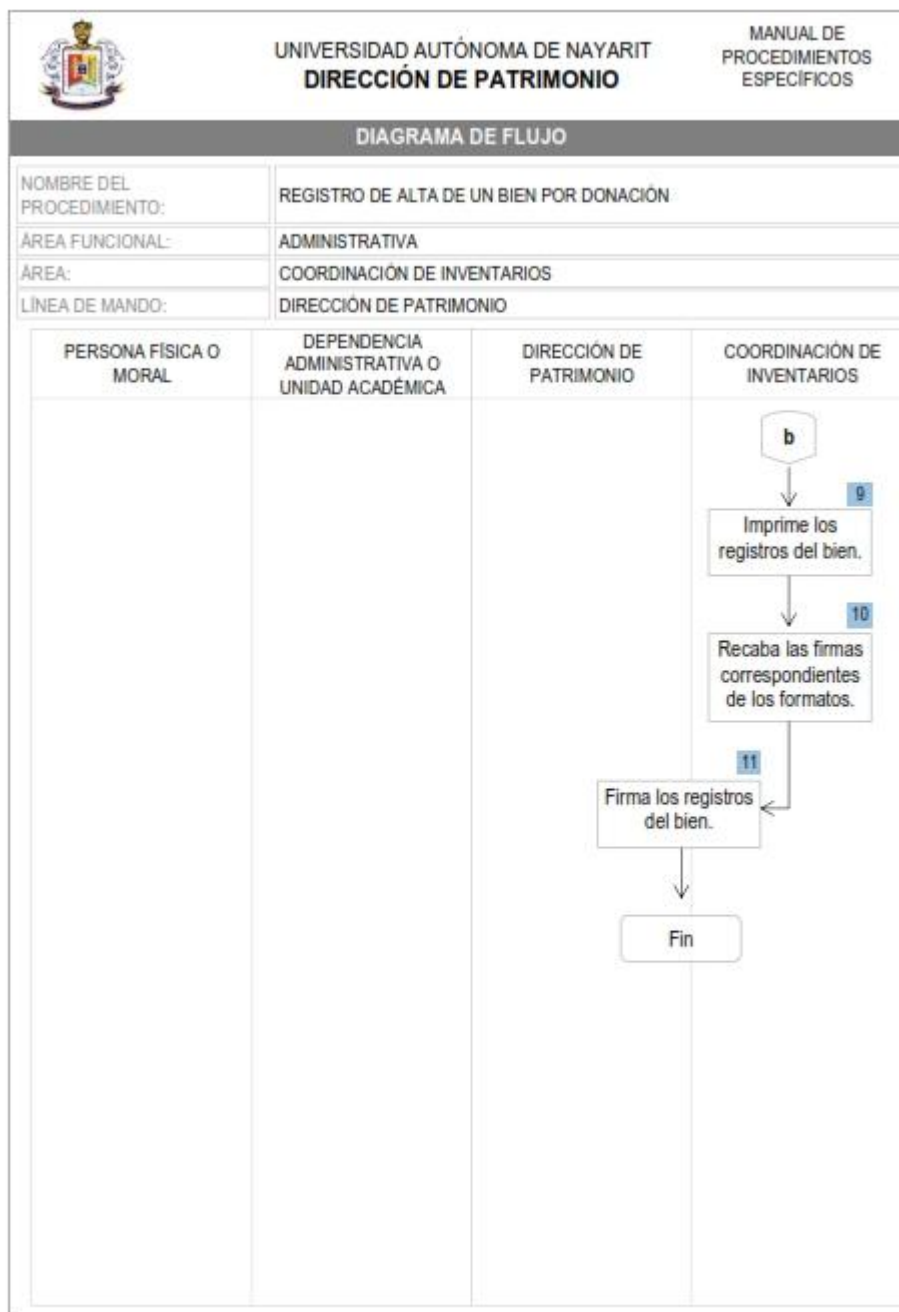 UNIVERSIDAD AUTÓNOMA DE NAYARIT
DIRECCIÓN DE PATRIMONIO
MANUAL DE
PROCEDIMIENTOS
ESPECÍFICOS
DIAGRAMA DE FLUJO
NOMBRE DEL
PROCEDIMIENTO:
REGISTRO DE ALTA DE UN BIEN POR DONACIÓN
ÁREA FUNCIONAL:
ADMINISTRATIVA
ÁREA:
COORDINACIÓN DE INVENTARIOS
LÍNEA DE MANDO:
DIRECCIÓN DE PATRIMONIO
PERSONA FÍSICA O
MORAL
DEPENDENCIA
ADMINISTRATIVA O
UNIDAD ACADÉMICA
DIRECCIÓN DE
PATRIMONIO
COORDINACIÓN DE
INVENTARIOS
b
9
Imprime los
registros del bien.
10
Recaba las firmas
correspondientes
de los formatos.
11
Firma los registros
del bien.
Fin